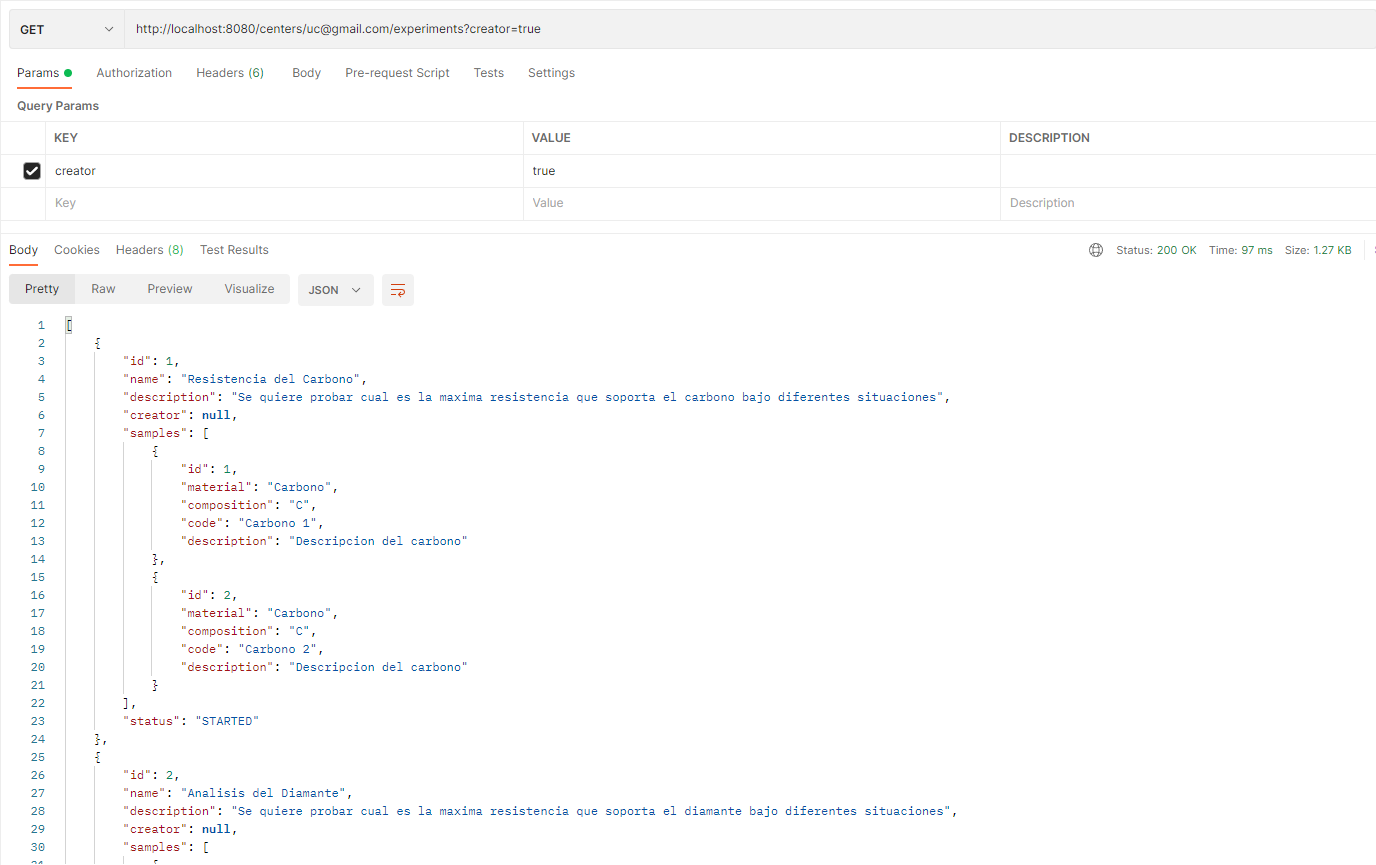 GET http://localhost:8080/centers/uc@gmail.com/experiments?creator=true
Params Authorization Headers (6) Body Pre-request Script Tests Settings
Query Params
KEY VALUE DESCRIPTION
creator true
Key Value Description
Body Cookies Headers (8) Test Results Status: 200 OK Time: 97 ms Size: 1.27 KB
Pretty Raw Preview Visualize JSON
1 [
2 {
3 "id": 1,
4 "name": "Resistencia del Carbono",
5 "description": "Se quiere probar cual es la maxima resistencia que soporta el carbono bajo diferentes situaciones",
6 "creator": null,
7 "samples": [
8 {
9 "id": 1,
10 "material": "Carbono",
11 "composition": "C",
12 "code": "Carbono 1",
13 "description": "Descripcion del carbono"
14 },
15 {
16 "id": 2,
17 "material": "Carbono",
18 "composition": "C",
19 "code": "Carbono 2",
20 "description": "Descripcion del carbono"
21 }
22 ],
23 "status": "STARTED"
24 },
25 {
26 "id": 2,
27 "name": "Analisis del Diamante",
28 "description": "Se quiere probar cual es la maxima resistencia que soporta el diamante bajo diferentes situaciones",
29 "creator": null,
30 "samples": [